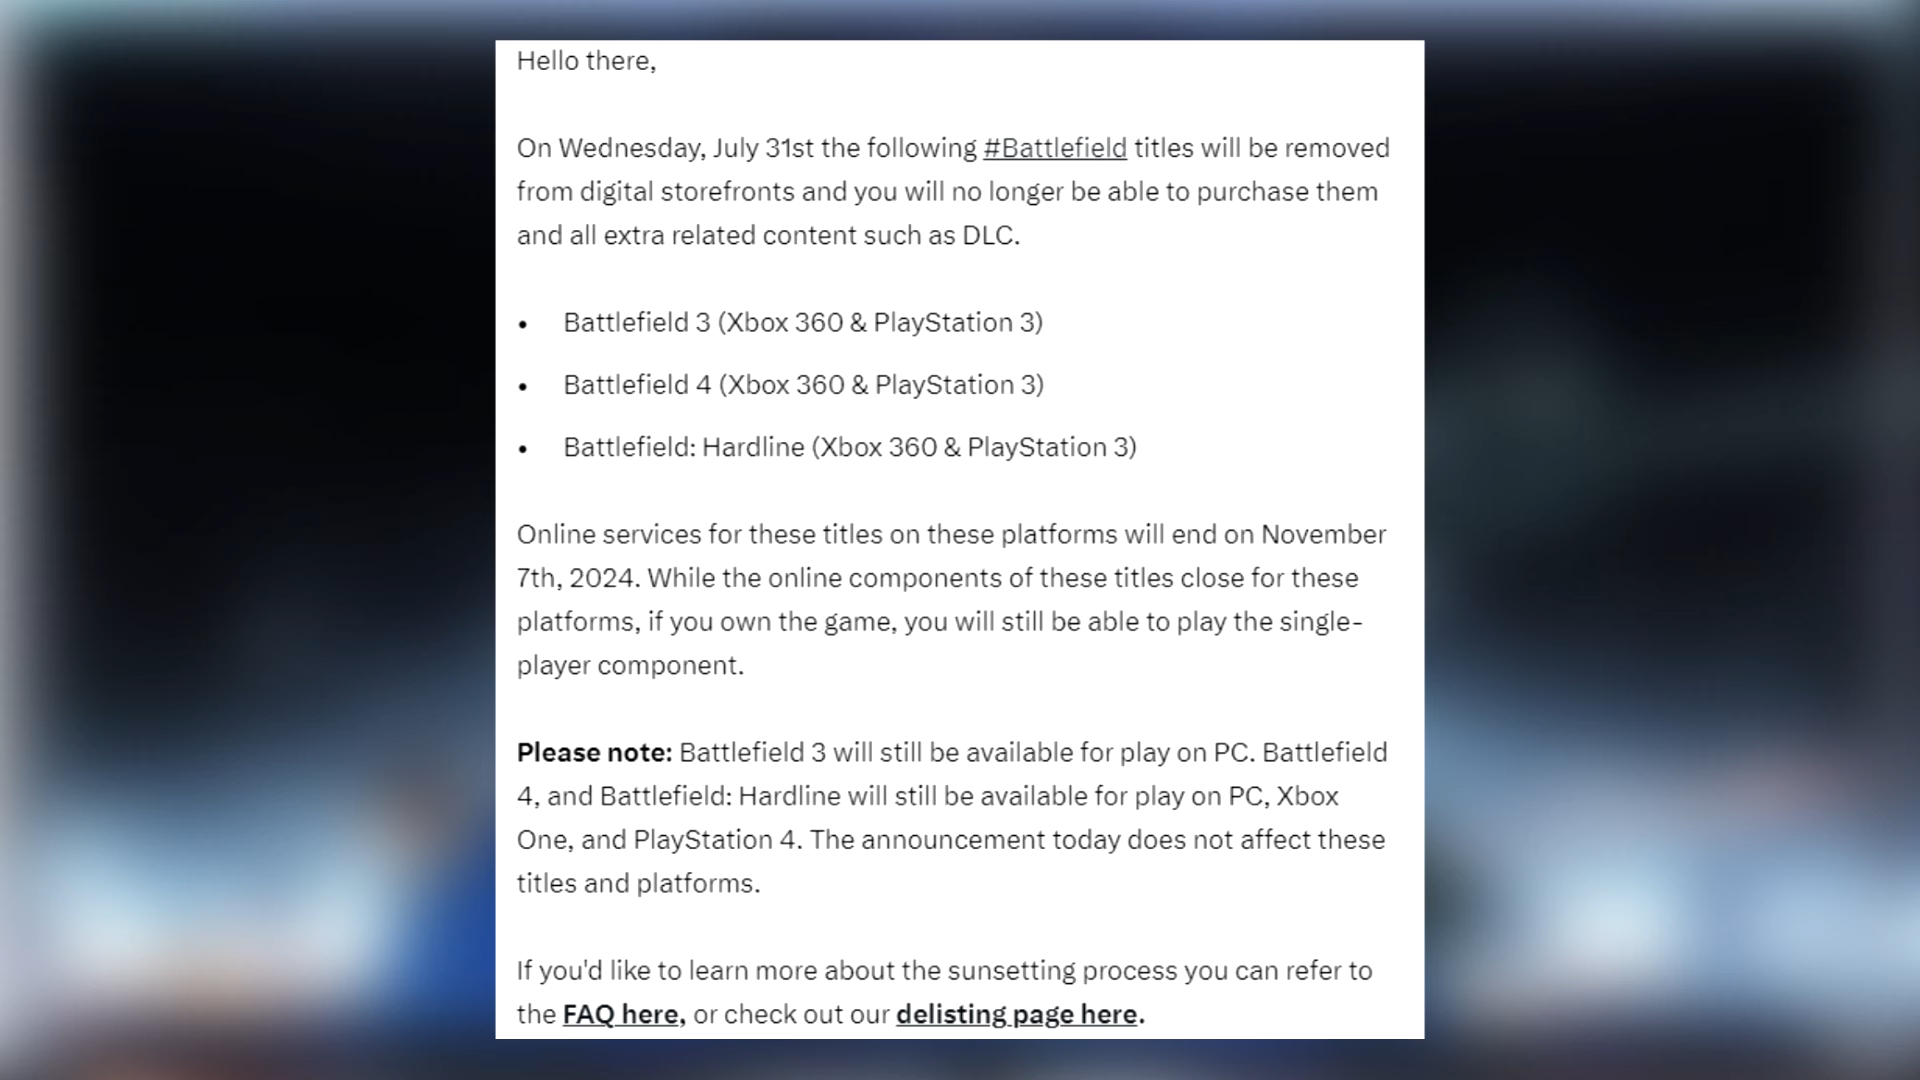 Hello there,
On Wednesday, July 31st the following #Battlefield titles will be removed
from digital storefronts and you will no longer be able to purchase them
and all extra related content such as DLC.
• Battlefield 3 (Xbox 360 & PlayStation 3)
• Battlefield 4 (Xbox 360 & PlayStation 3)
• Battlefield: Hardline (Xbox 360 & PlayStation 3)
Online services for these titles on these platforms will end on November
7th, 2024. While the online components of these titles close for these
platforms, if you own the game, you will still be able to play the single-
player component.
Please note: Battlefield 3 will still be available for play on PC. Battlefield
4, and Battlefield: Hardline will still be available for play on PC, Xbox
One, and PlayStation 4. The announcement today does not affect these
titles and platforms.
If you'd like to learn more about the sunsetting process you can refer to
the FAQ here, or check out our delisting page here.